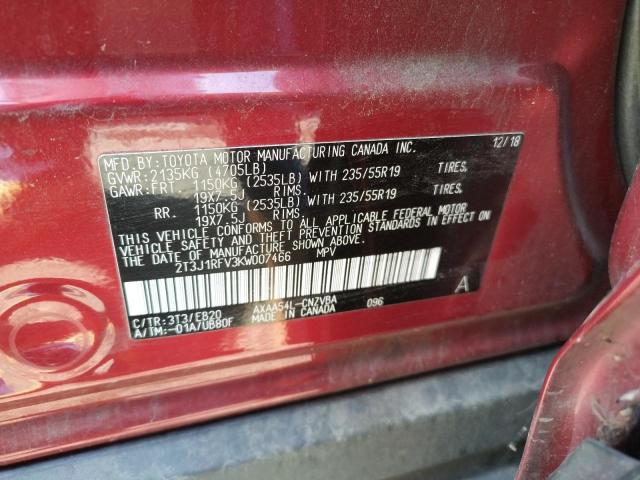 MFD. BY: TOYOTA MOTOR MANUFACTURING CANADA INC. 12/18
GVWR: 2135KG (4705LB)
GAWR: FRT. 1150KG (2535LB) WITH 235/55R19 TIRES,
19X7.5J RIMS.
RR. 1150KG (2535LB) WITH 235/55R19 TIRES,
19X7.5J RIMS.
THIS VEHICLE CONFORMS TO ALL APPLICABLE FEDERAL MOTOR
VEHICLE SAFETY AND THEFT PREVENTION STANDARDS IN EFFECT ON
THE DATE OF MANUFACTURE SHOWN ABOVE.
2T3J1RFV3KW007466 MPV
C/TR: 3T3/EB20 AXAA54L-CNZVBA 096 A
A/TM: -01A/UB80F MADE IN CANADA